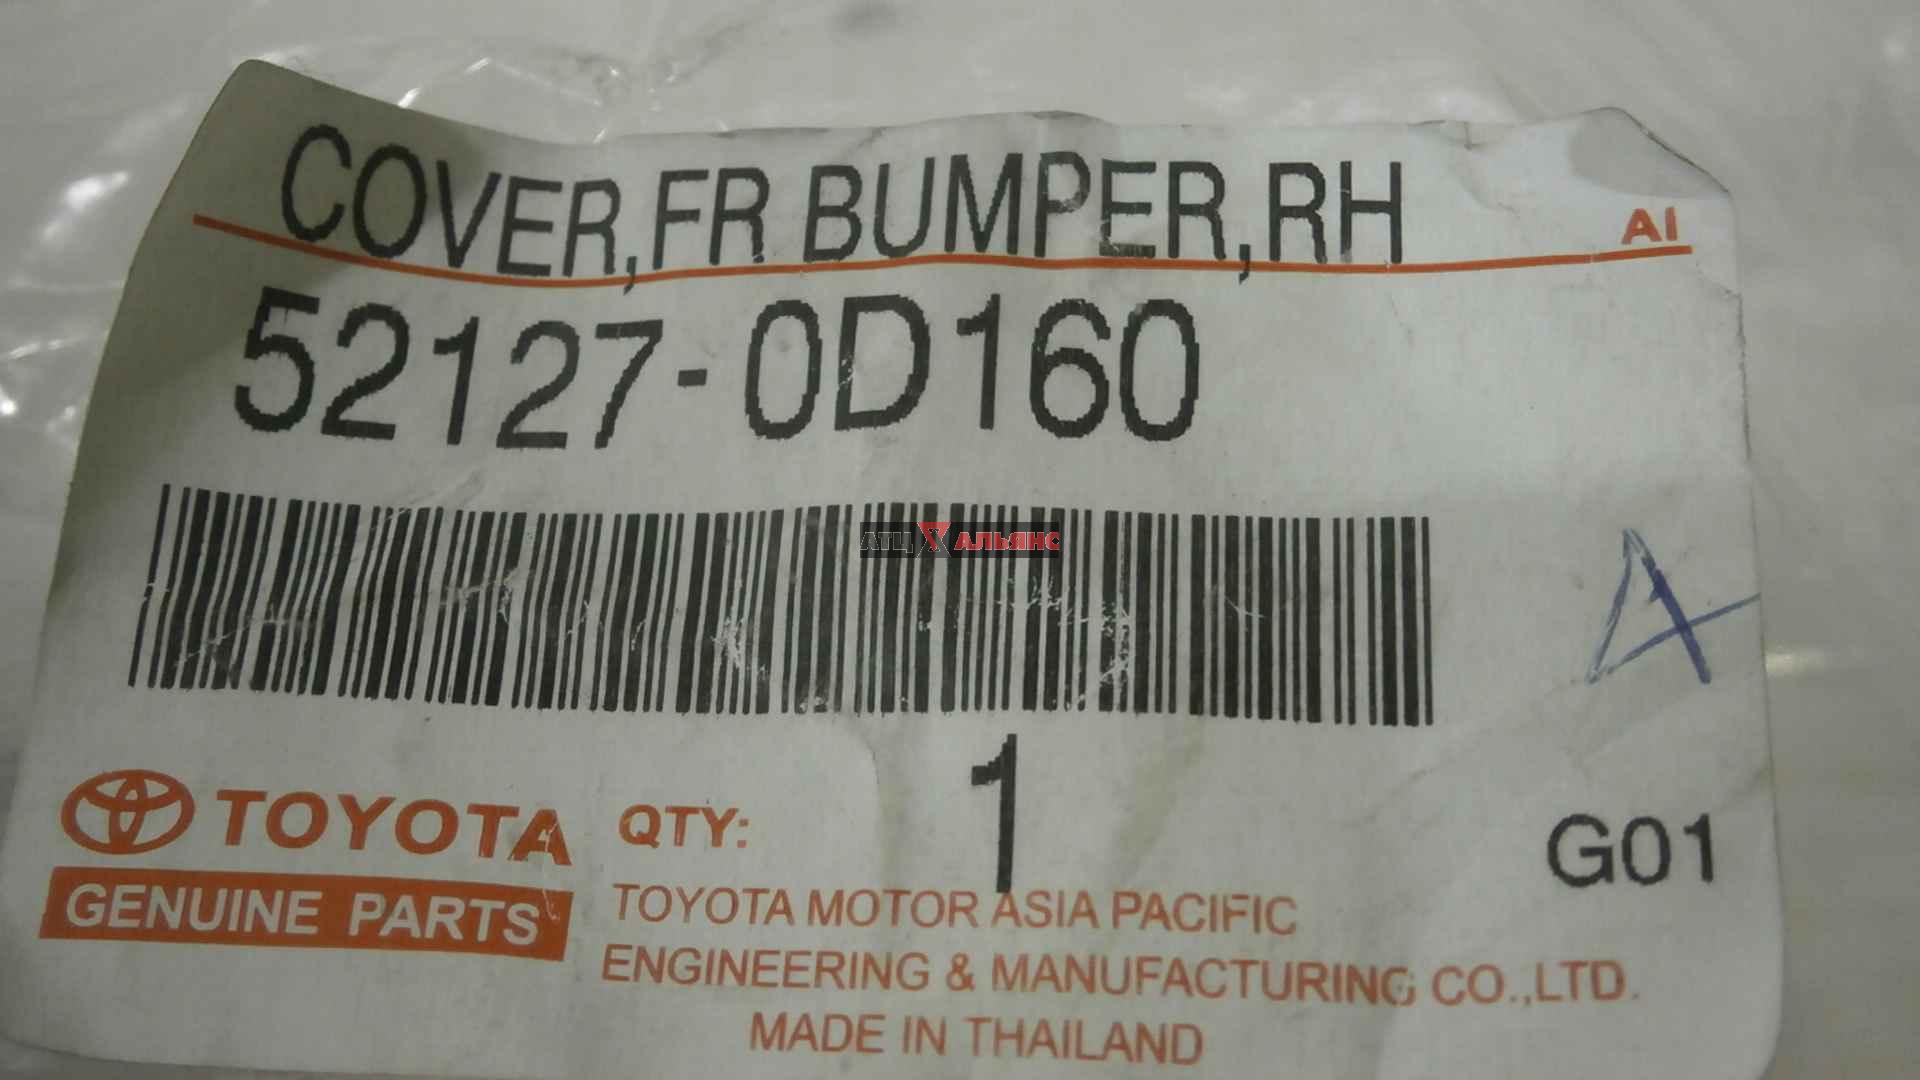 COVER,FR BUMPER,RH
A1
52127-0D160
АТЦ АЛЬЯНС
A
1
TOYOTA QTY:
G01
GENUINE PARTS
TOYOTA MOTOR ASIA PACIFIC
ENGINEERING & MANUFACTURING CO.,LTD.
MADE IN THAILAND